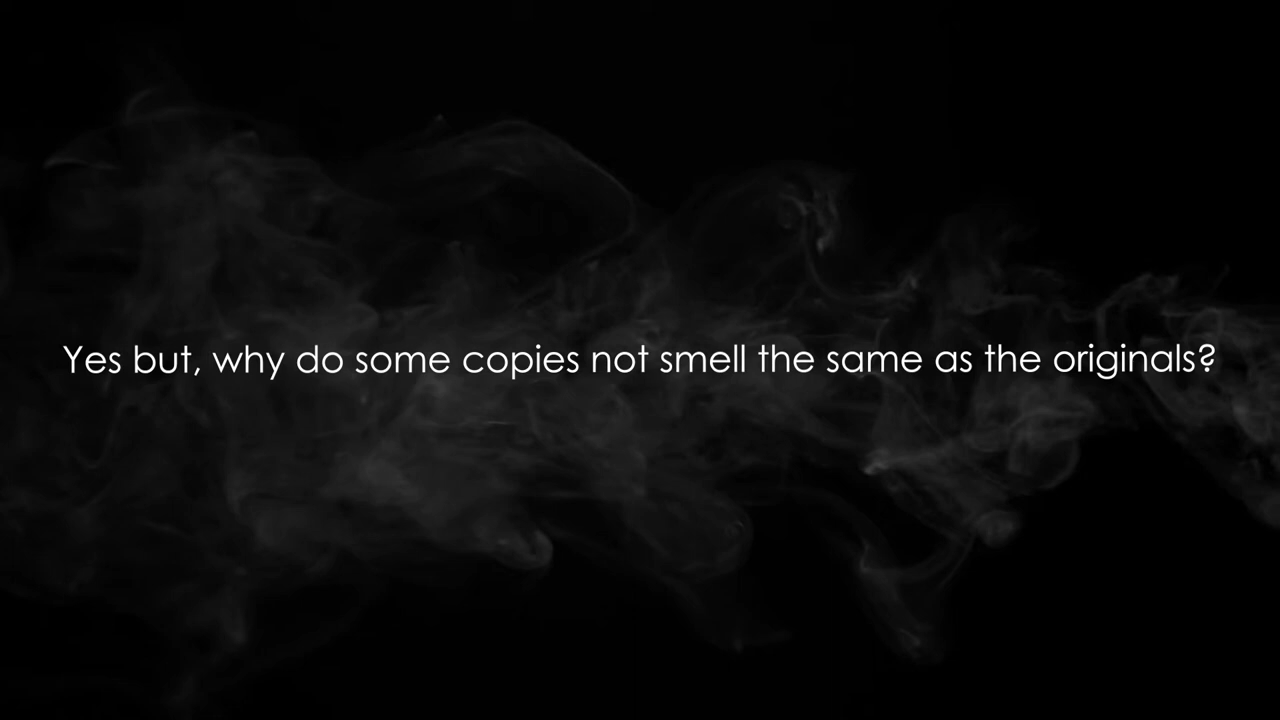 Yes but, why do some copies not smell the same as the originals?